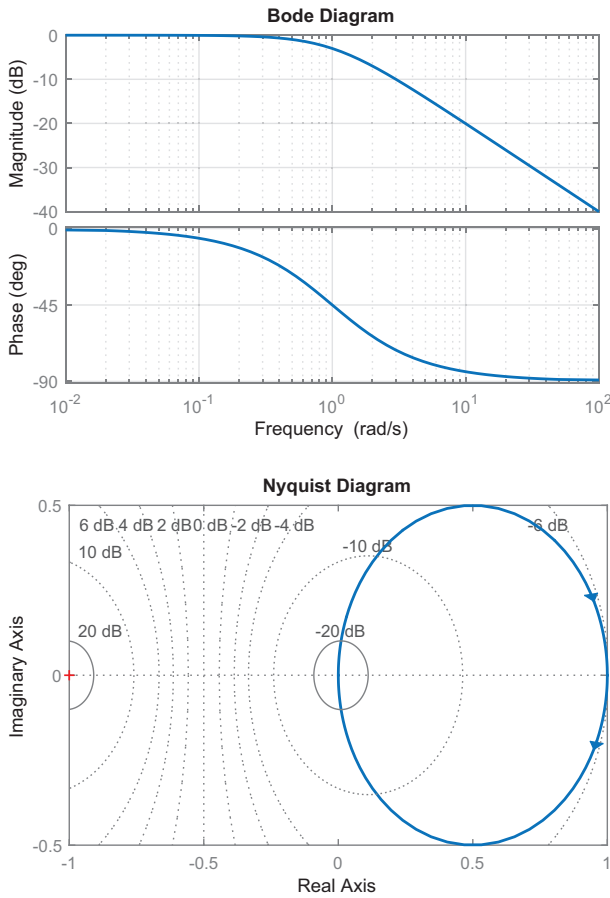 Bode Diagram
0
-10
-20
-30
-40
Magnitude (dB)
0
-45
-90
Phase (deg)
10^-2 10^-1 10^0 10^1 10^2
Frequency (rad/s)
Nyquist Diagram
0.5
0
-0.5
Imaginary Axis
6 dB 4 dB 2 dB 0 dB -2 dB -4 dB -6 dB
10 dB -10 dB
20 dB -20 dB
-1 -0.5 0 0.5 1
Real Axis